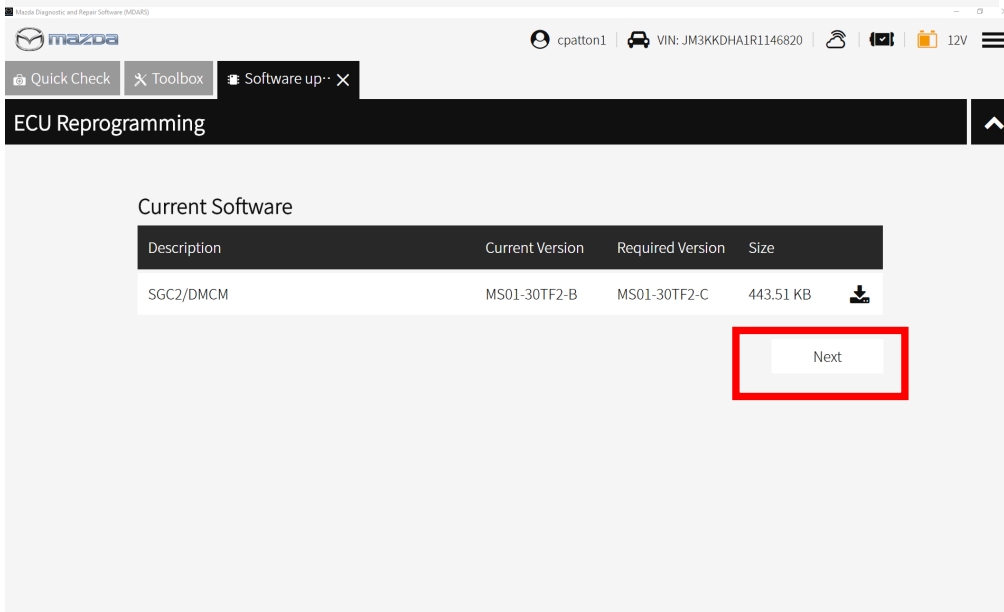 Mazda Diagnostic and Repair Software (MDARS)
mazda cpatton1 VIN: JM3KKDHA1R1146820 12V
Quick Check Toolbox Software up··
ECU Reprogramming
Current Software
Description Current Version Required Version Size
SGC2/DMCM MS01-30TF2-B MS01-30TF2-C 443.51 KB
Next